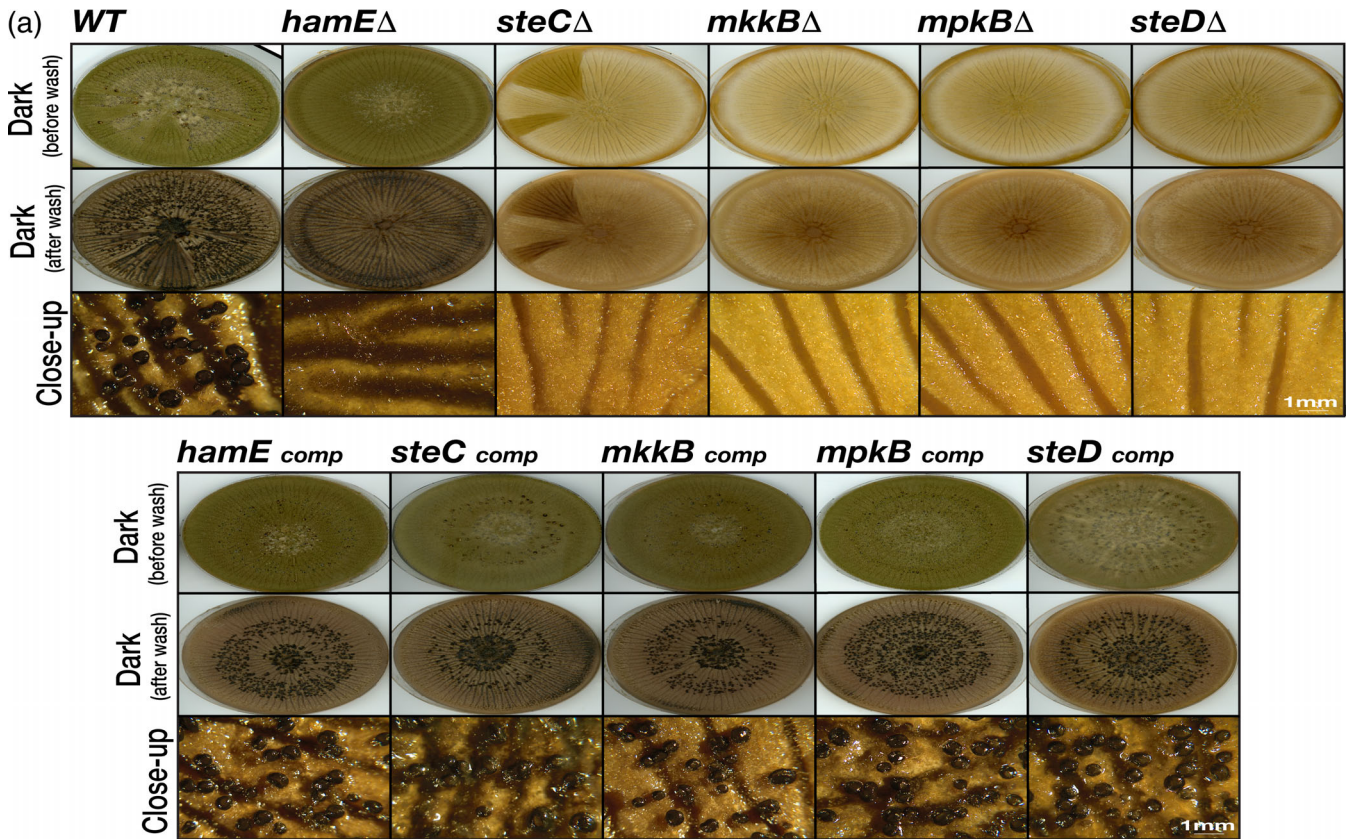 (a) WT hamEΔ steCΔ mkkBΔ mpkBΔ steDΔ
Dark
(before wash)
Dark
(after wash)
Close-up
1mm
hamE comp steC comp mkkB comp mpkB comp steD comp
Dark
(before wash)
Dark
(after wash)
Close-up
1mm